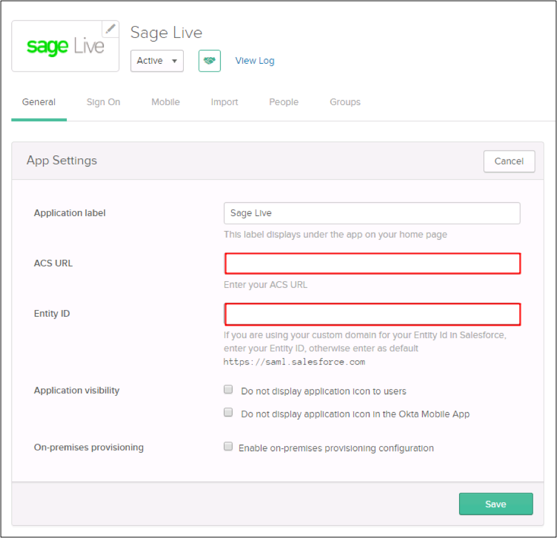 sage Live
Sage Live
Active
View Log
General Sign On Mobile Import People Groups
App Settings
Cancel
Application label
Sage Live
This label displays under the app on your home page
ACS URL
Enter your ACS URL
Entity ID
If you are using your custom domain for your Entity Id in Salesforce,
enter your Entity ID, otherwise enter as default
https://saml.salesforce.com
Application visibility
Do not display application icon to users
Do not display application icon in the Okta Mobile App
On-premises provisioning
Enable on-premises provisioning configuration
Save